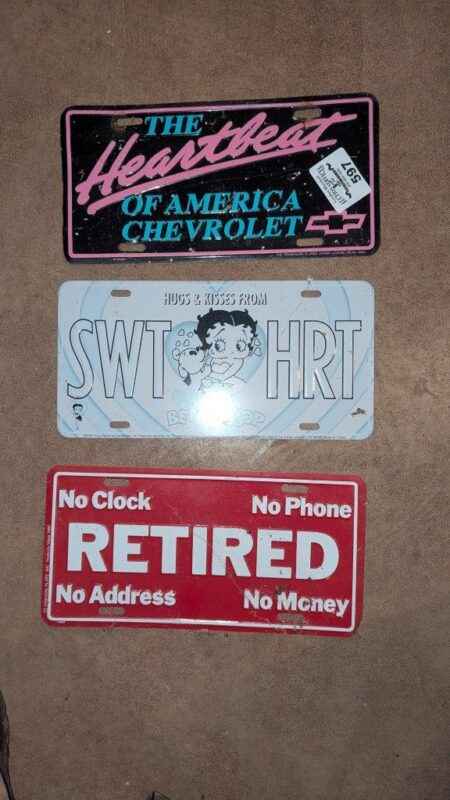 THE
Heartbeat
OF AMERICA
CHEVROLET
597
HUGS & KISSES FROM
SWT HRT
No Clock No Phone
RETIRED
No Address No Money